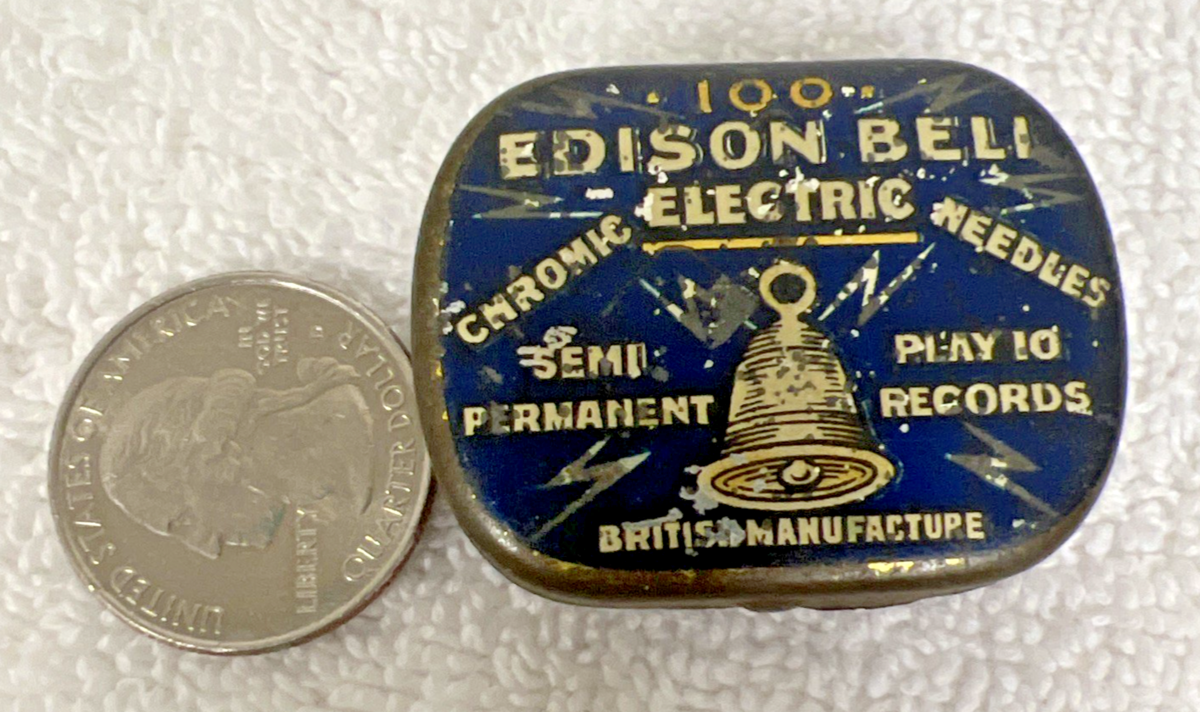 100
EDISON BELL
ELECTRIC
CHROMIC NEEDLES
SEMI
PERMANENT
PLAY 10
RECORDS
BRITISH MANUFACTURE
UNITED STATES OF AMERICA
IN
GOD WE
TRUST
D
LIBERTY
QUARTER DOLLAR